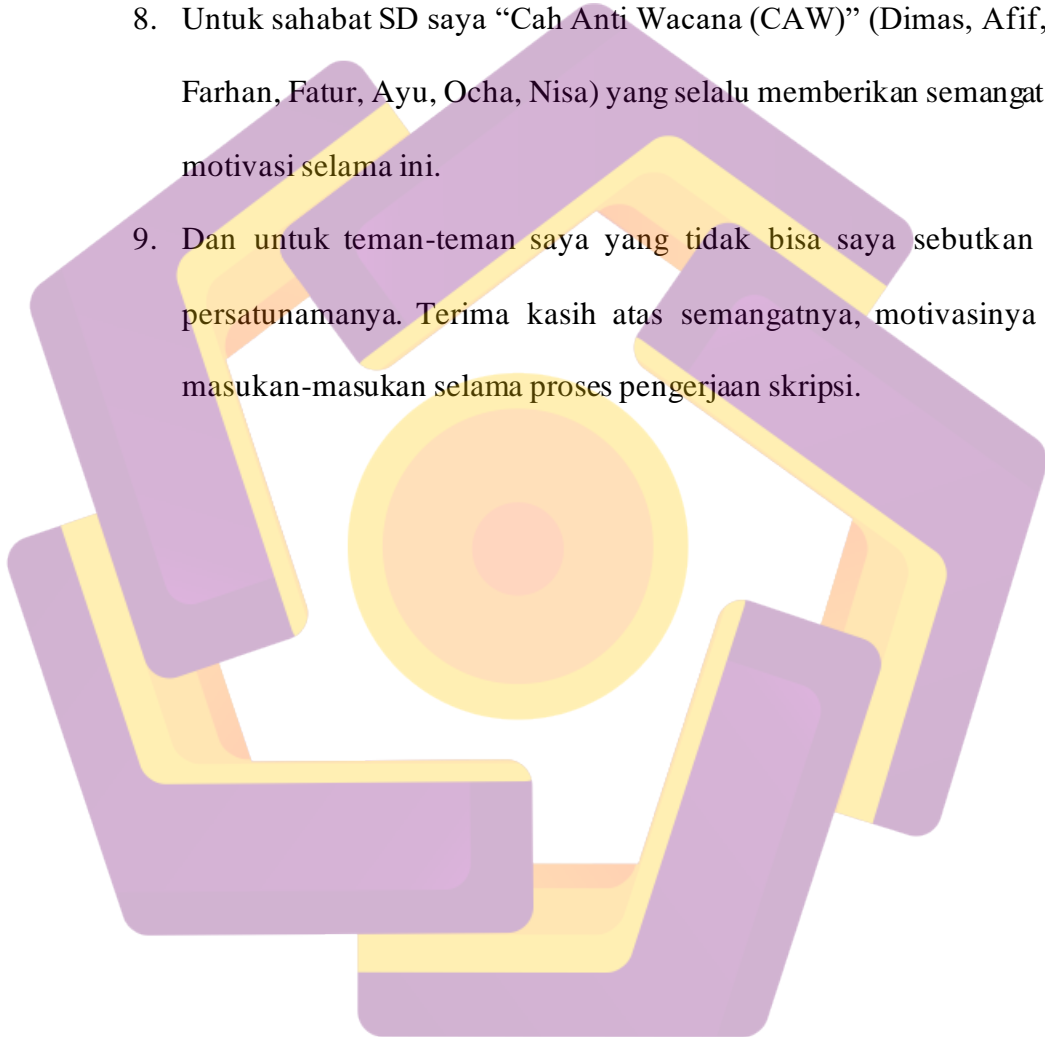 8. Untuk sahabat SD saya “Cah Anti Wacana (CAW)” (Dimas, Afif,
Farhan, Fatur, Ayu, Ocha, Nisa) yang selalu memberikan semangat
motivasi selama ini.
9. Dan untuk teman-teman saya yang tidak bisa saya sebutkan
persatunamanya. Terima kasih atas semangatnya, motivasinya
masukan-masukan selama proses pengerjaan skripsi.